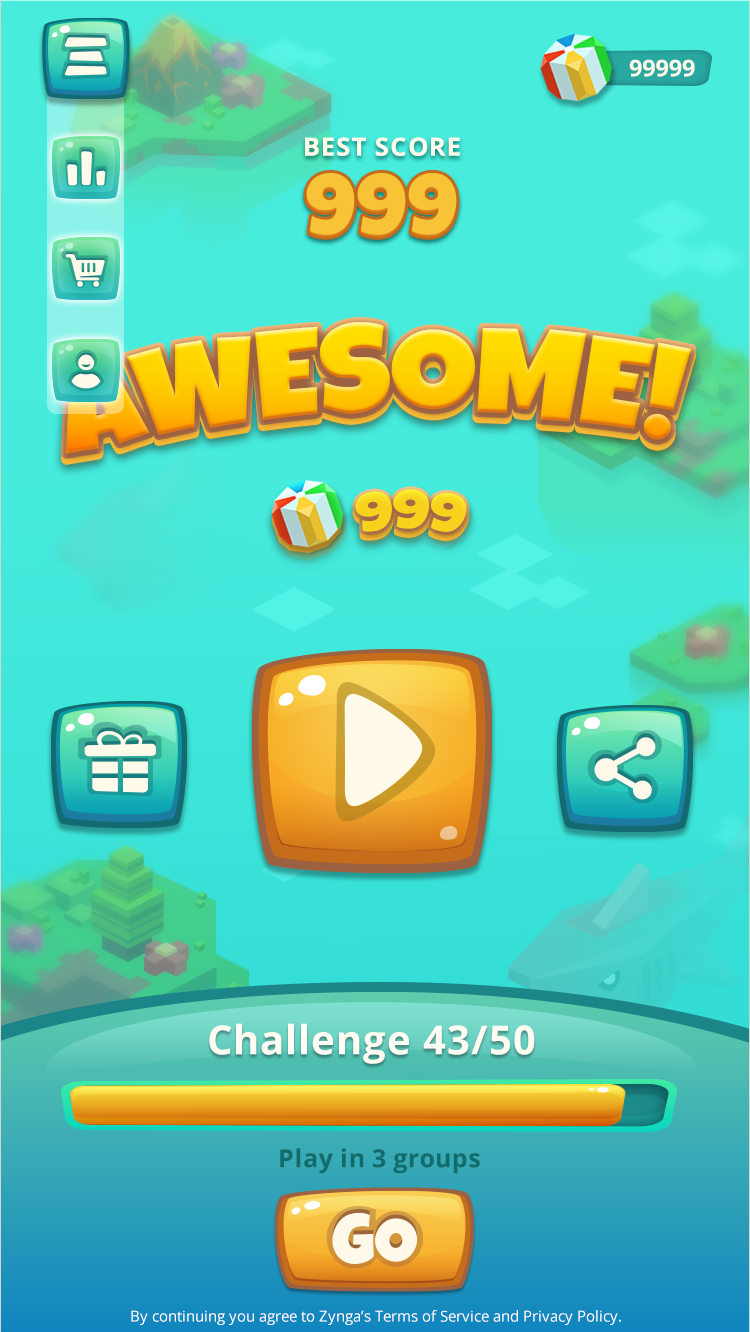 99999
BEST SCORE
999
AWESOME!
999
Challenge 43/50
Play in 3 groups
GO
By continuing you agree to Zynga’s Terms of Service and Privacy Policy.